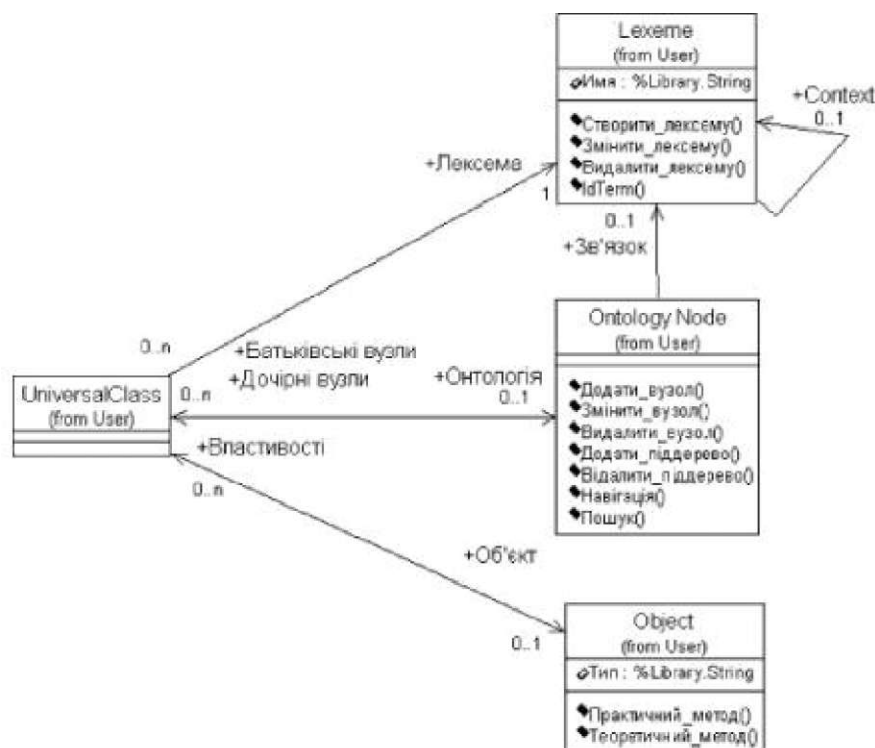 Lexeme
(from User)
Имя : %Library.String
Створити_лексему()
Змінити_лексему()
Видалити_лексему()
IdTerm()
+Context
0..1
+Лексема
1
0..1
+Зв'язок
Ontology Node
(from User)
Додати_вузол()
Змінити_вузол()
Видалити_вузол()
Додати_піддерево()
Відалити_піддерево()
Навігація()
Пошук()
0..n
+Батьківські вузли
+Дочірні вузли
0..n
+Онтологія
0..1
UniversalClass
(from User)
+Впастивості
0..n
+Об'єкт
0..1
Object
(from User)
Тип : %Library.String
Практичний_метод()
Теоретичний_метод()